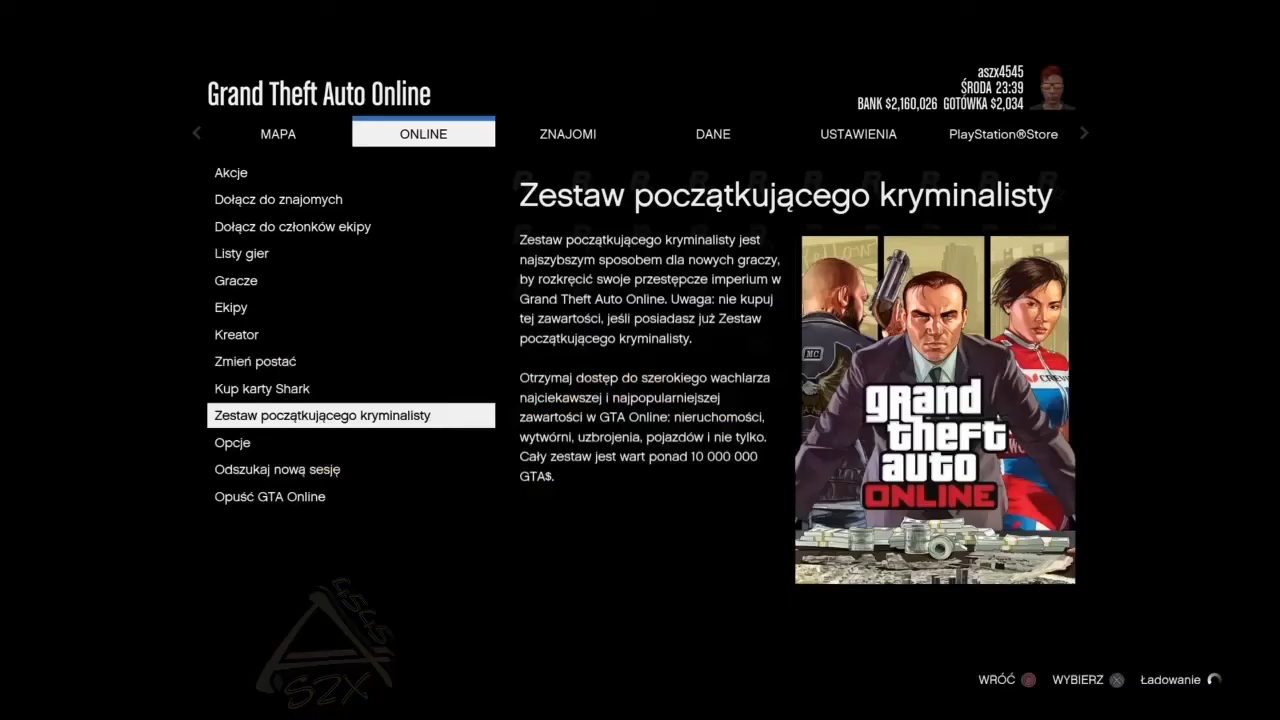 Grand Theft Auto Online
aszx4545
ŚRODA 23:39
BANK $2,160,026 GOTÓWKA $2,034
MAPA
ONLINE
ZNAJOMI
DANE
USTAWIENIA
PlayStation®Store
Akcje
Dołącz do znajomych
Dołącz do członków ekipy
Listy gier
Gracze
Ekipy
Kreator
Zmień postać
Kup karty Shark
Zestaw początkującego kryminalisty
Opcje
Odszukaj nową sesję
Opuść GTA Online
Zestaw początkującego kryminalisty
Zestaw początkującego kryminalisty jest
najszybszym sposobem dla nowych graczy,
by rozkręcić swoje przestępcze imperium w
Grand Theft Auto Online. Uwaga: nie kupuj
tej zawartości, jeśli posiadasz już Zestaw
początkującego kryminalisty.
Otrzymaj dostęp do szerokiego wachlarza
najciekawszej i najpopularniejszej
zawartości w GTA Online: nieruchomości,
wytwórni, uzbrojenia, pojazdów i nie tylko.
Cały zestaw jest wart ponad 10 000 000
GTA$.
MC
grand
theft
auto
ONLINE
4545
SZX
WRÓĆ
WYBIERZ
Ładowanie